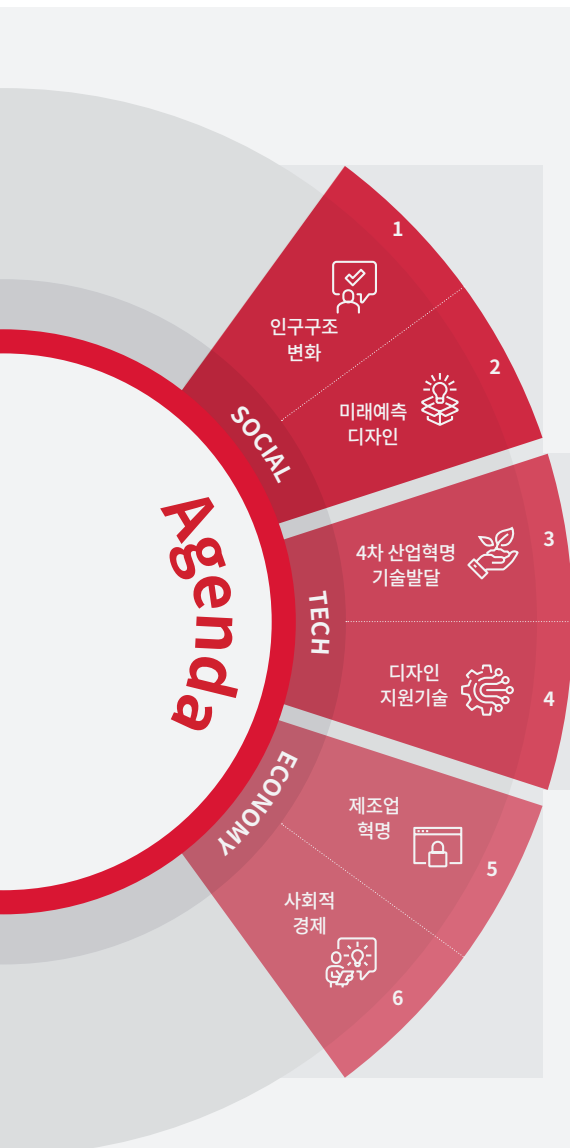 Agenda
SOCIAL
1
인구구조
변화
2
미래예측
디자인
TECH
3
4차 산업혁명
기술발달
4
디자인
지원기술
ECONOMY
5
제조업
혁명
6
사회적
경제